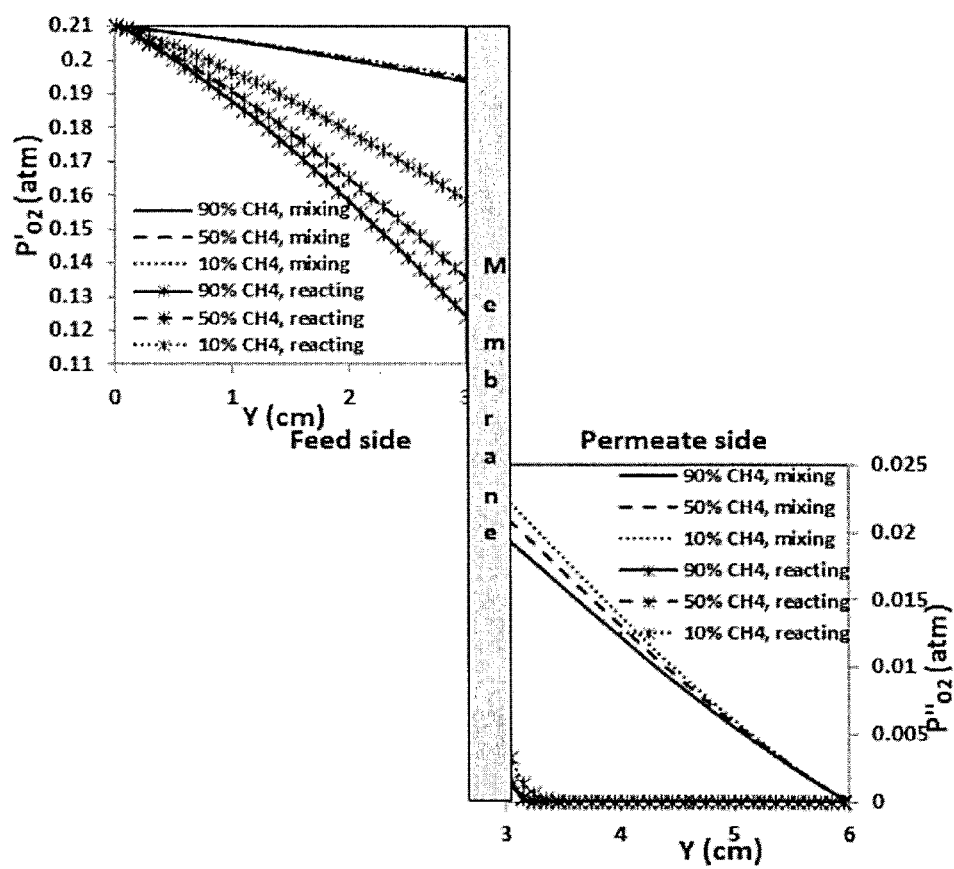 0.21
0.2
0.19
0.18
0.17
0.16
0.15
0.14
0.13
0.12
0.11
P'O2 (atm)
90% CH4, mixing
50% CH4, mixing
10% CH4, mixing
90% CH4, reacting
50% CH4, reacting
10% CH4, reacting
0 1 2 3
Y (cm)
Feed side
Membrane
Permeate side
90% CH4, mixing
50% CH4, mixing
10% CH4, mixing
90% CH4, reacting
50% CH4, reacting
10% CH4, reacting
0.025
0.02
0.015
0.01
0.005
0
P''O2 (atm)
3 4 5 6
Y (cm)